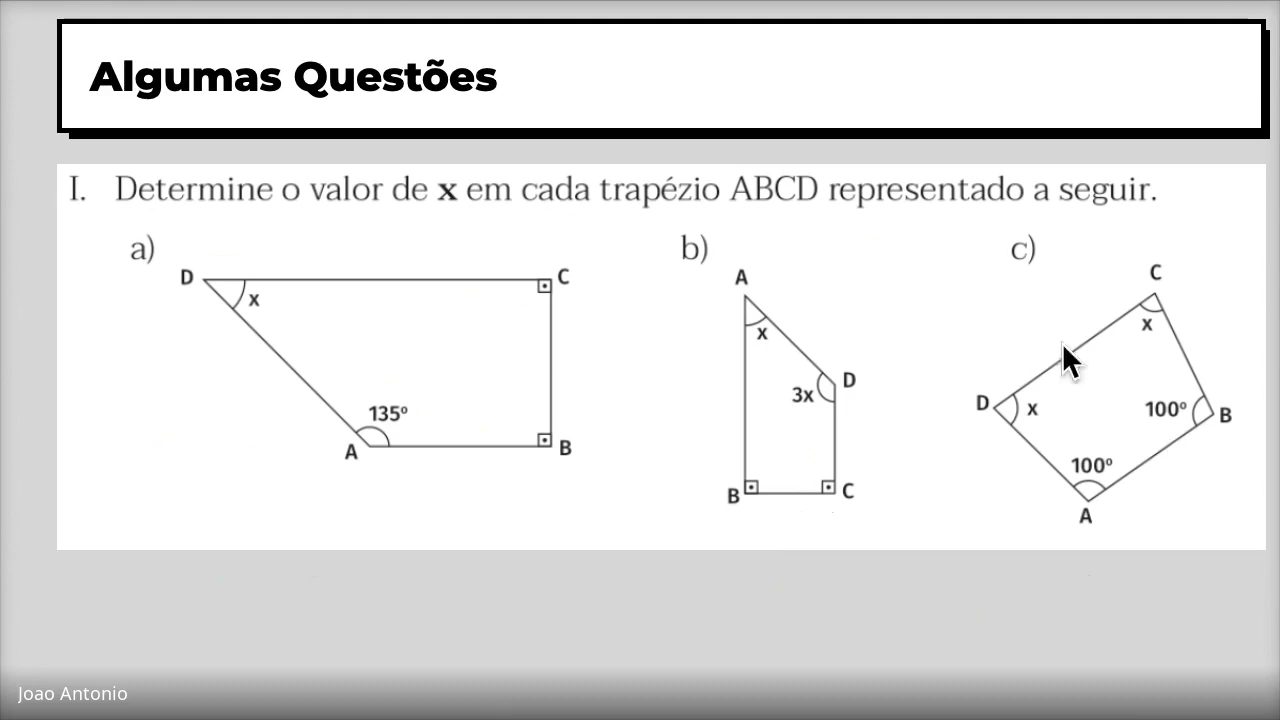 Algumas Questões
I. Determine o valor de x em cada trapézio ABCD representado a seguir.
a)
D
C
x
135º
A
B
b)
A
x
3x
D
B
C
c)
C
x
D
x
100º
B
100º
A
Joao Antonio